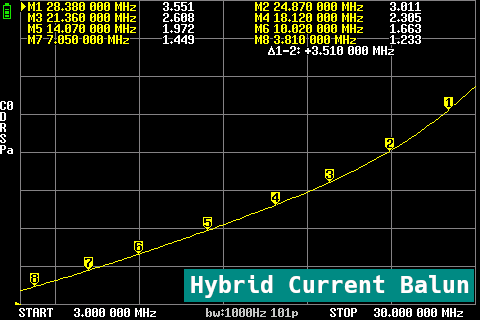 M1 28.380 000 MHz 3.551 M2 24.870 000 MHz 3.011
M3 21.360 000 MHz 2.608 M4 18.120 000 MHz 2.305
M5 14.070 000 MHz 1.972 M6 10.020 000 MHz 1.663
M7 7.050 000 MHz 1.449 M8 3.810 000 MHz 1.233
Δ1-2: +3.510 000 MHz
C0
D
R
S
Pa
1
2
3
4
5
6
7
8
Hybrid Current Balun
START 3.000 000 MHz bw:1000Hz 101p STOP 30.000 000 MHz